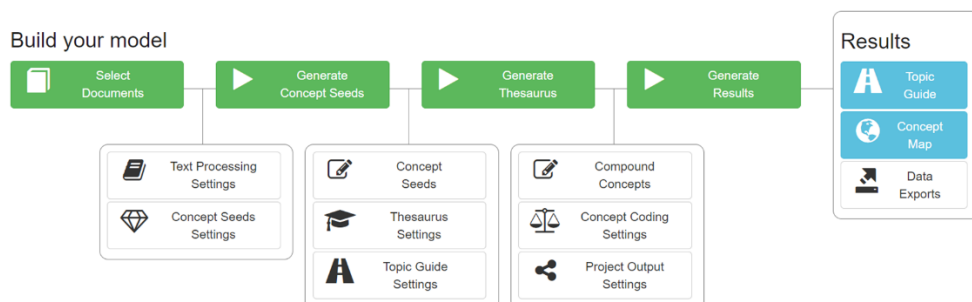 Build your model
Select
Documents
Generate
Concept Seeds
Generate
Thesaurus
Generate
Results
Text Processing
Settings
Concept Seeds
Settings
Concept
Seeds
Thesaurus
Settings
Topic Guide
Settings
Compound
Concepts
Concept Coding
Settings
Project Output
Settings
Results
Topic
Guide
Concept
Map
Data
Exports